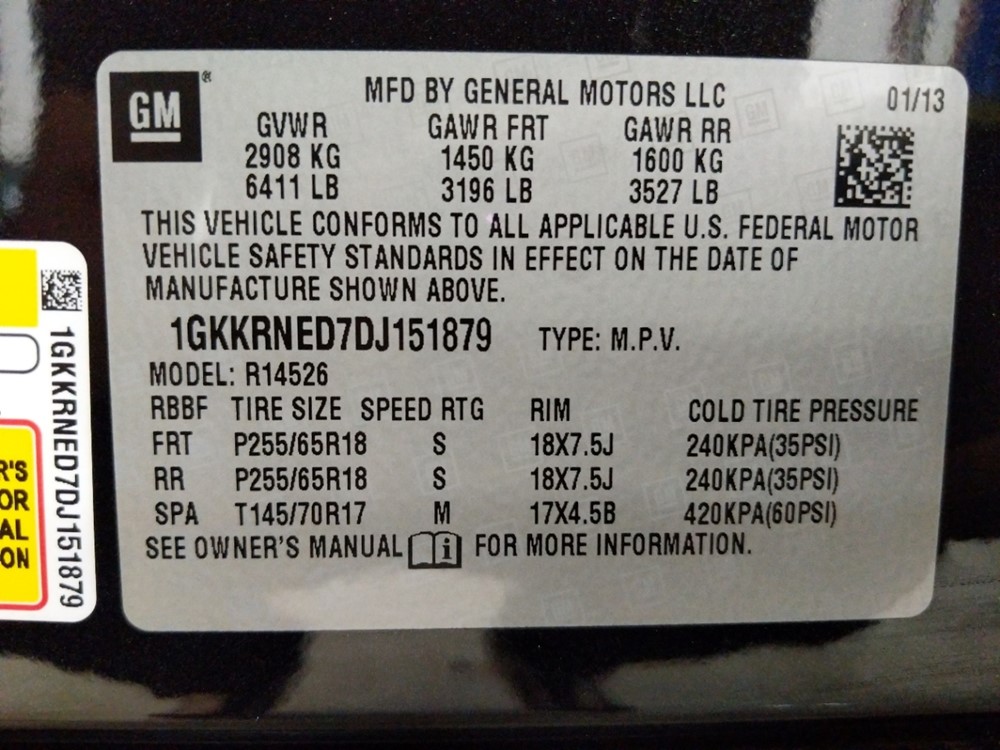 GM ®
MFD BY GENERAL MOTORS LLC 01/13
GVWR GAWR FRT GAWR RR
2908 KG 1450 KG 1600 KG
6411 LB 3196 LB 3527 LB
THIS VEHICLE CONFORMS TO ALL APPLICABLE U.S. FEDERAL MOTOR
VEHICLE SAFETY STANDARDS IN EFFECT ON THE DATE OF
MANUFACTURE SHOWN ABOVE.
1GKKRNED7DJ151879 TYPE: M.P.V.
MODEL: R14526
RBBF TIRE SIZE SPEED RTG RIM COLD TIRE PRESSURE
FRT P255/65R18 S 18X7.5J 240KPA(35PSI)
RR P255/65R18 S 18X7.5J 240KPA(35PSI)
SPA T145/70R17 M 17X4.5B 420KPA(60PSI)
SEE OWNER'S MANUAL i FOR MORE INFORMATION.
1GKKRNED7DJ151879
R'S
OR
AL
ON